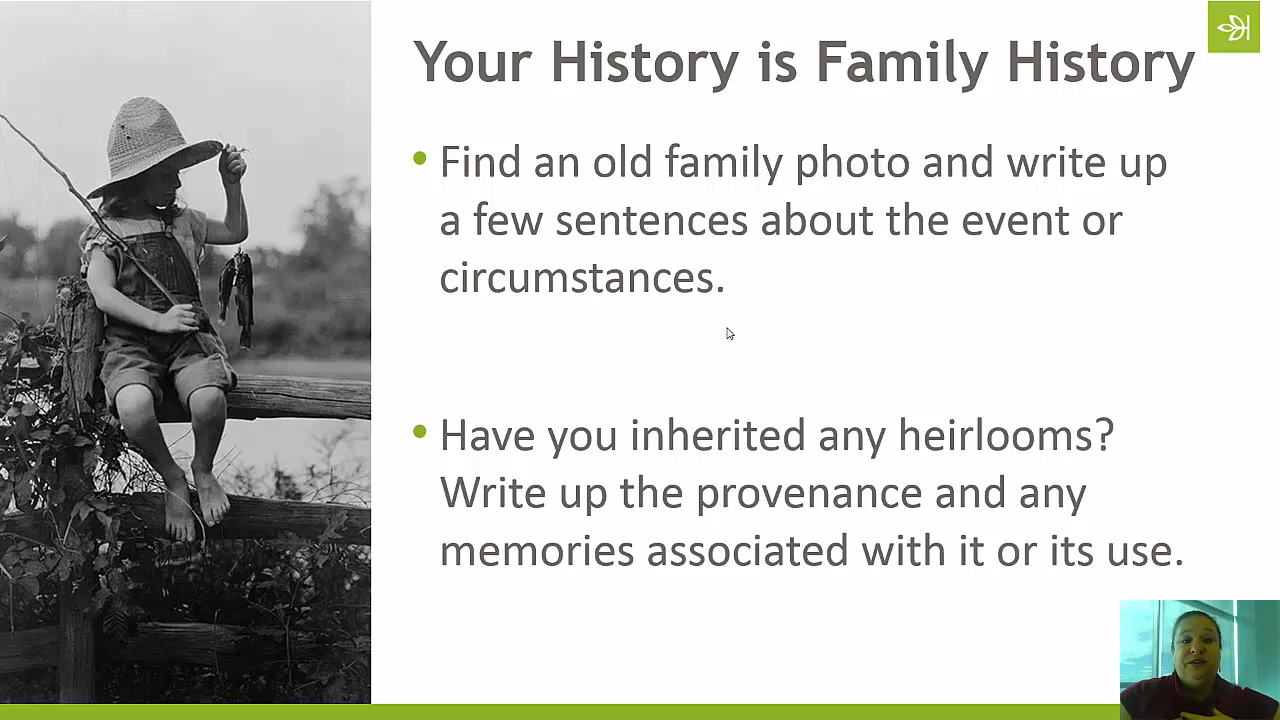 Your History is Family History
• Find an old family photo and write up
a few sentences about the event or
circumstances.
• Have you inherited any heirlooms?
Write up the provenance and any
memories associated with it or its use.